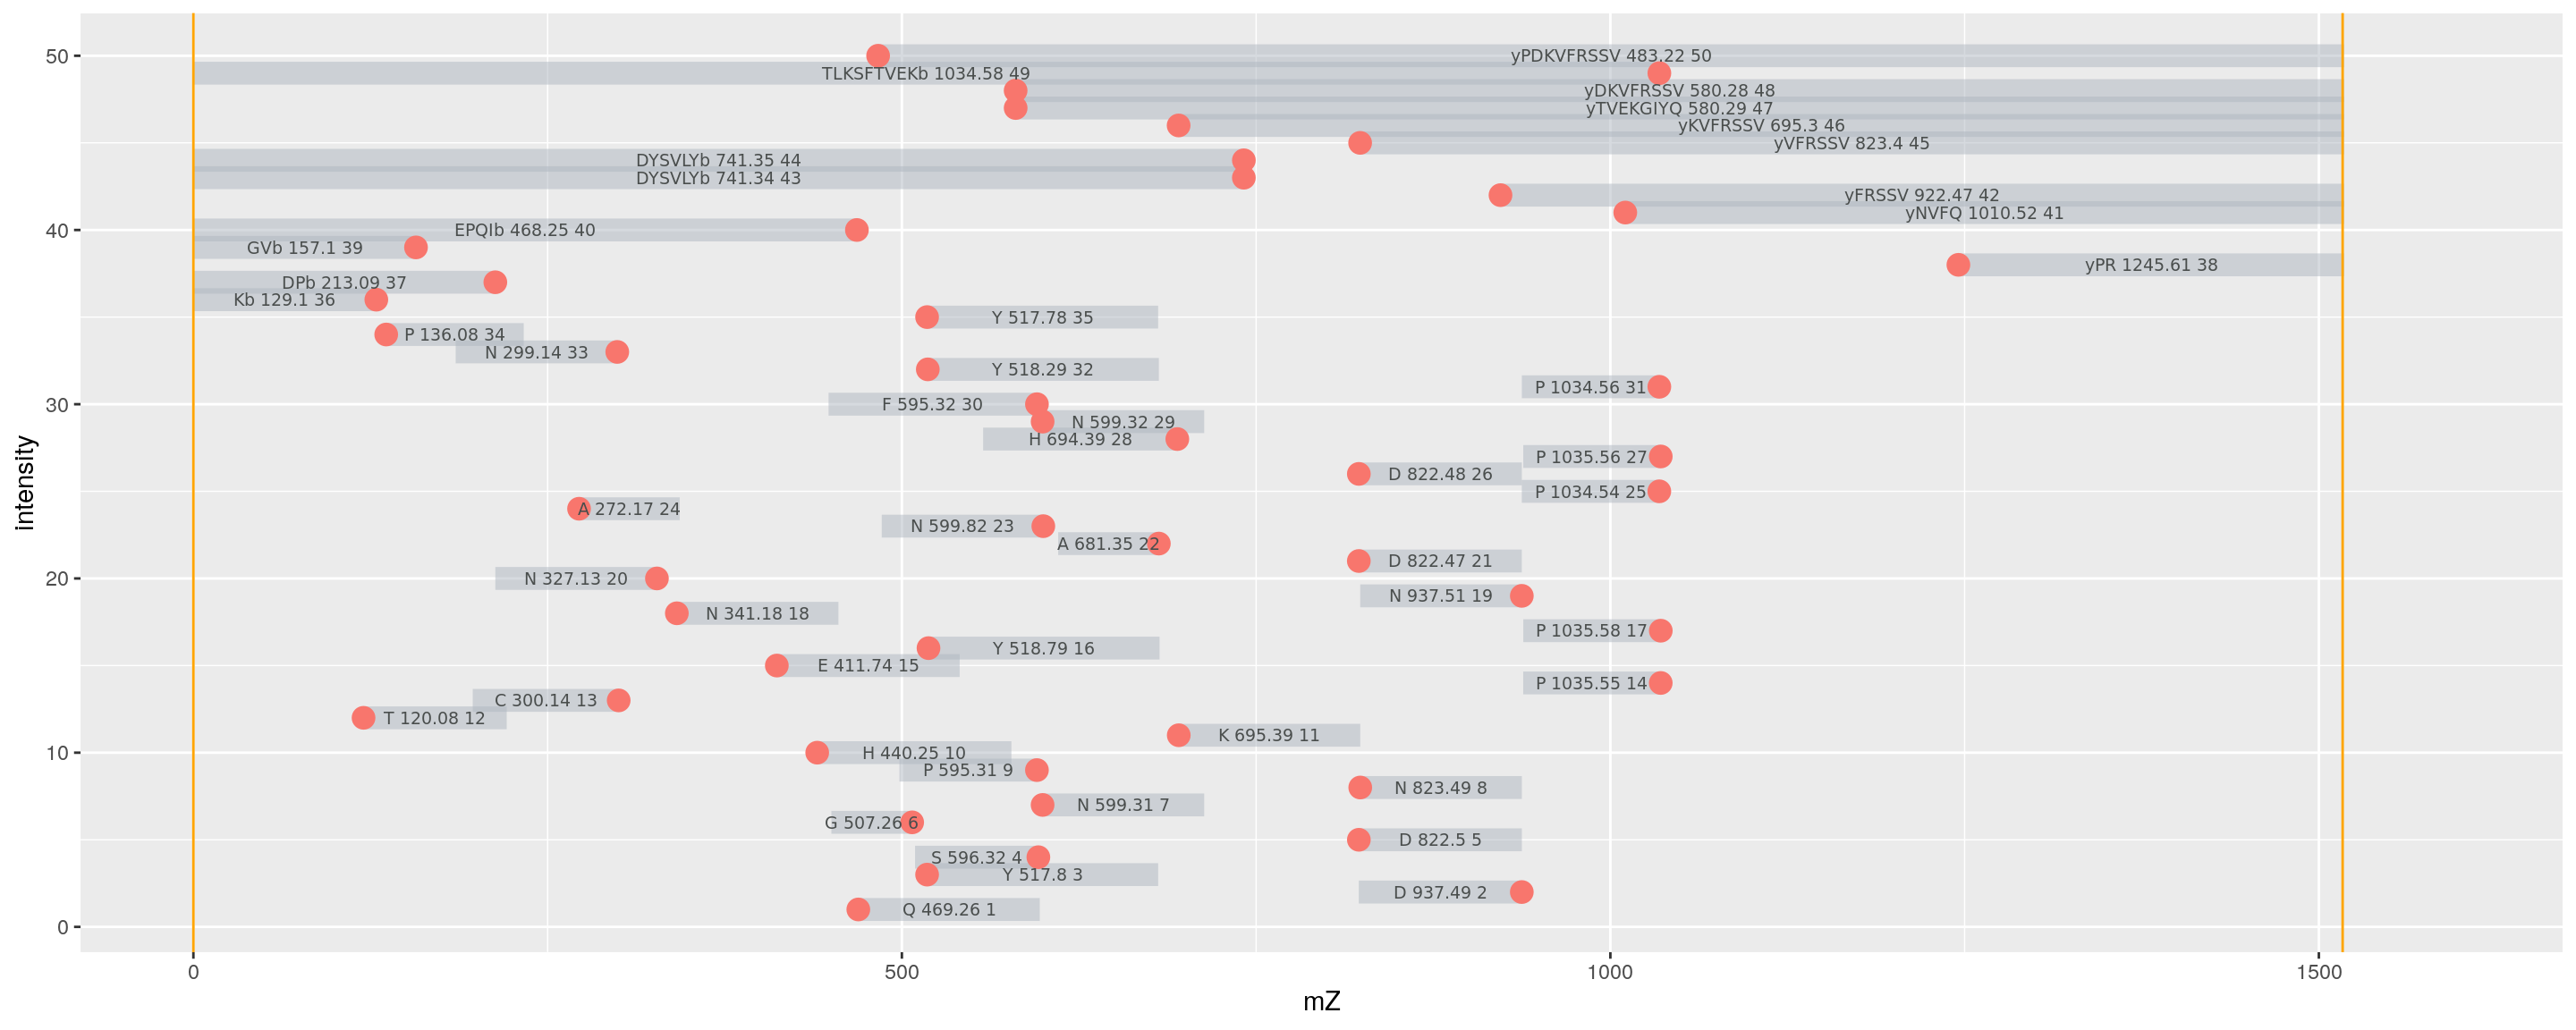 50
yPDKVFRSSV 483.22 50
TLKSFTVEKb 1034.58 49
yDKVFRSSV 580.28 48
yTVEKGIYQ 580.29 47
yKVFRSSV 695.3 46
yVFRSSV 823.4 45
DYSVLYb 741.35 44
DYSVLYb 741.34 43
yFRSSV 922.47 42
yNVFQ 1010.52 41
40
EPQIb 468.25 40
GVb 157.1 39
yPR 1245.61 38
DPb 213.09 37
Kb 129.1 36
Y 517.78 35
P 136.08 34
N 299.14 33
Y 518.29 32
P 1034.56 31
30
F 595.32 30
N 599.32 29
H 694.39 28
P 1035.56 27
D 822.48 26
P 1034.54 25
A 272.17 24
N 599.82 23
A 681.35 22
D 822.47 21
20
N 327.13 20
N 937.51 19
N 341.18 18
P 1035.58 17
Y 518.79 16
E 411.74 15
P 1035.55 14
C 300.14 13
T 120.08 12
K 695.39 11
10
H 440.25 10
P 595.31 9
N 823.49 8
N 599.31 7
G 507.26 6
D 822.5 5
S 596.32 4
Y 517.8 3
D 937.49 2
Q 469.26 1
0
0 500 1000 1500
mZ
intensity